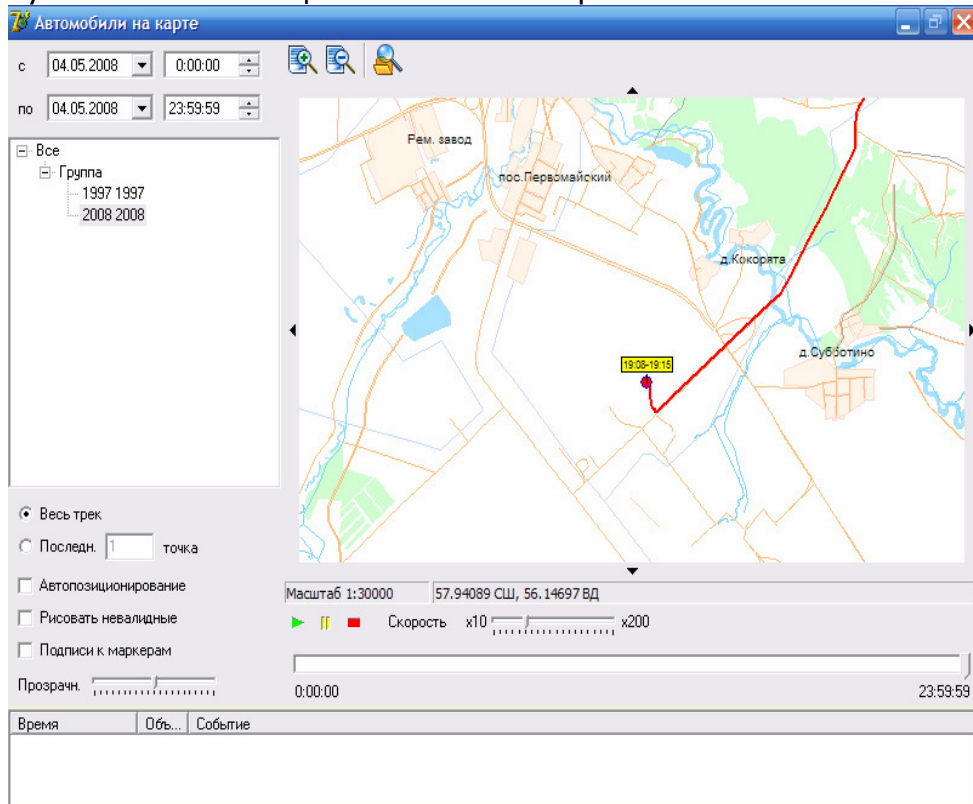 Автомобили на карте
с 04.05.2008 0:00:00
по 04.05.2008 23:59:59
Все
Группа
1997 1997
2008 2008
Весь трек
Последн. 1 точка
Автопозиционирование
Рисовать невалидные
Подписи к маркерам
Прозрачн.
Рем. завод
пос.Первомайский
д.Кокорята
д.Субботино
19:08-19:15
Масштаб 1:30000 57.94089 СШ, 56.14697 ВД
Скорость x10 x200
0:00:00 23:59:59
Время Объ... Событие